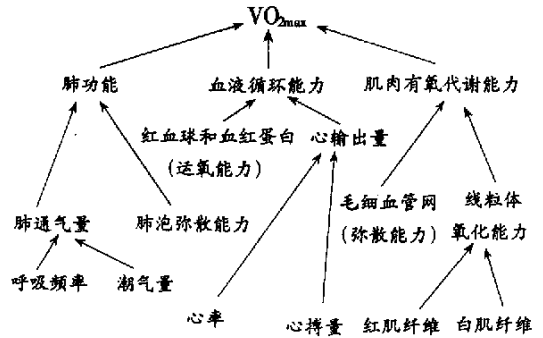 VO2max
肺功能 血液循环能力 肌肉有氧代谢能力
红血球和血红蛋白 心输出量
(运氧能力)
肺通气量 肺泡弥散能力 毛细血管网 线粒体
(弥散能力) 氧化能力
呼吸频率 潮气量
心率 心搏量 红肌纤维 白肌纤维